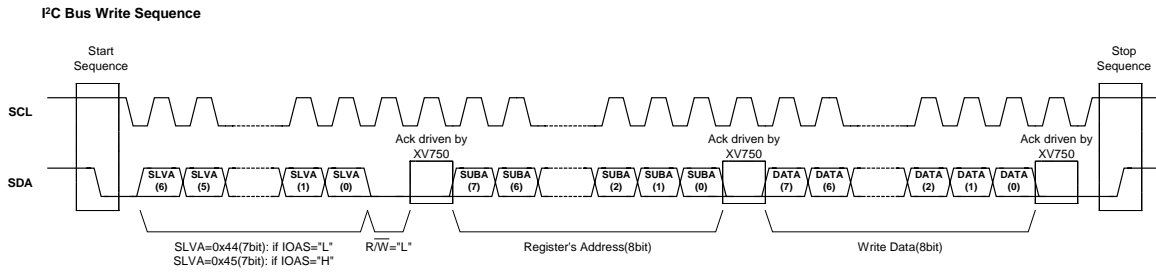 I²C Bus Write Sequence
Start
Sequence
Stop
Sequence
SCL
Ack driven by
XV750
Ack driven by
XV750
Ack driven by
XV750
SDA
SLVA
(6)
SLVA
(5)
SLVA
(1)
SLVA
(0)
SUBA
(7)
SUBA
(6)
SUBA
(2)
SUBA
(1)
SUBA
(0)
DATA
(7)
DATA
(6)
DATA
(2)
DATA
(1)
DATA
(0)
SLVA=0x44(7bit): if IOAS="L"
SLVA=0x45(7bit): if IOAS="H"
R/W̅="L"
Register's Address(8bit)
Write Data(8bit)